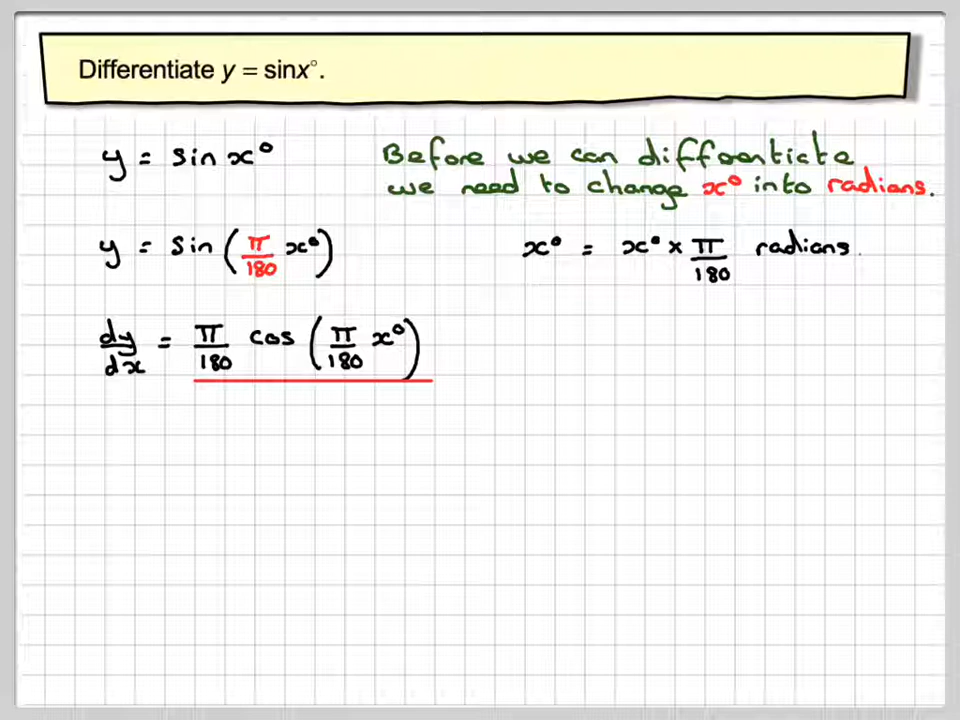 Differentiate y = sinx°.
y = sin x°
Before we can differentiate
we need to change x° into radians.
y = sin (π/180 x°)
x° = x° × π/180 radians.
dy/dx = π/180 cos (π/180 x°)